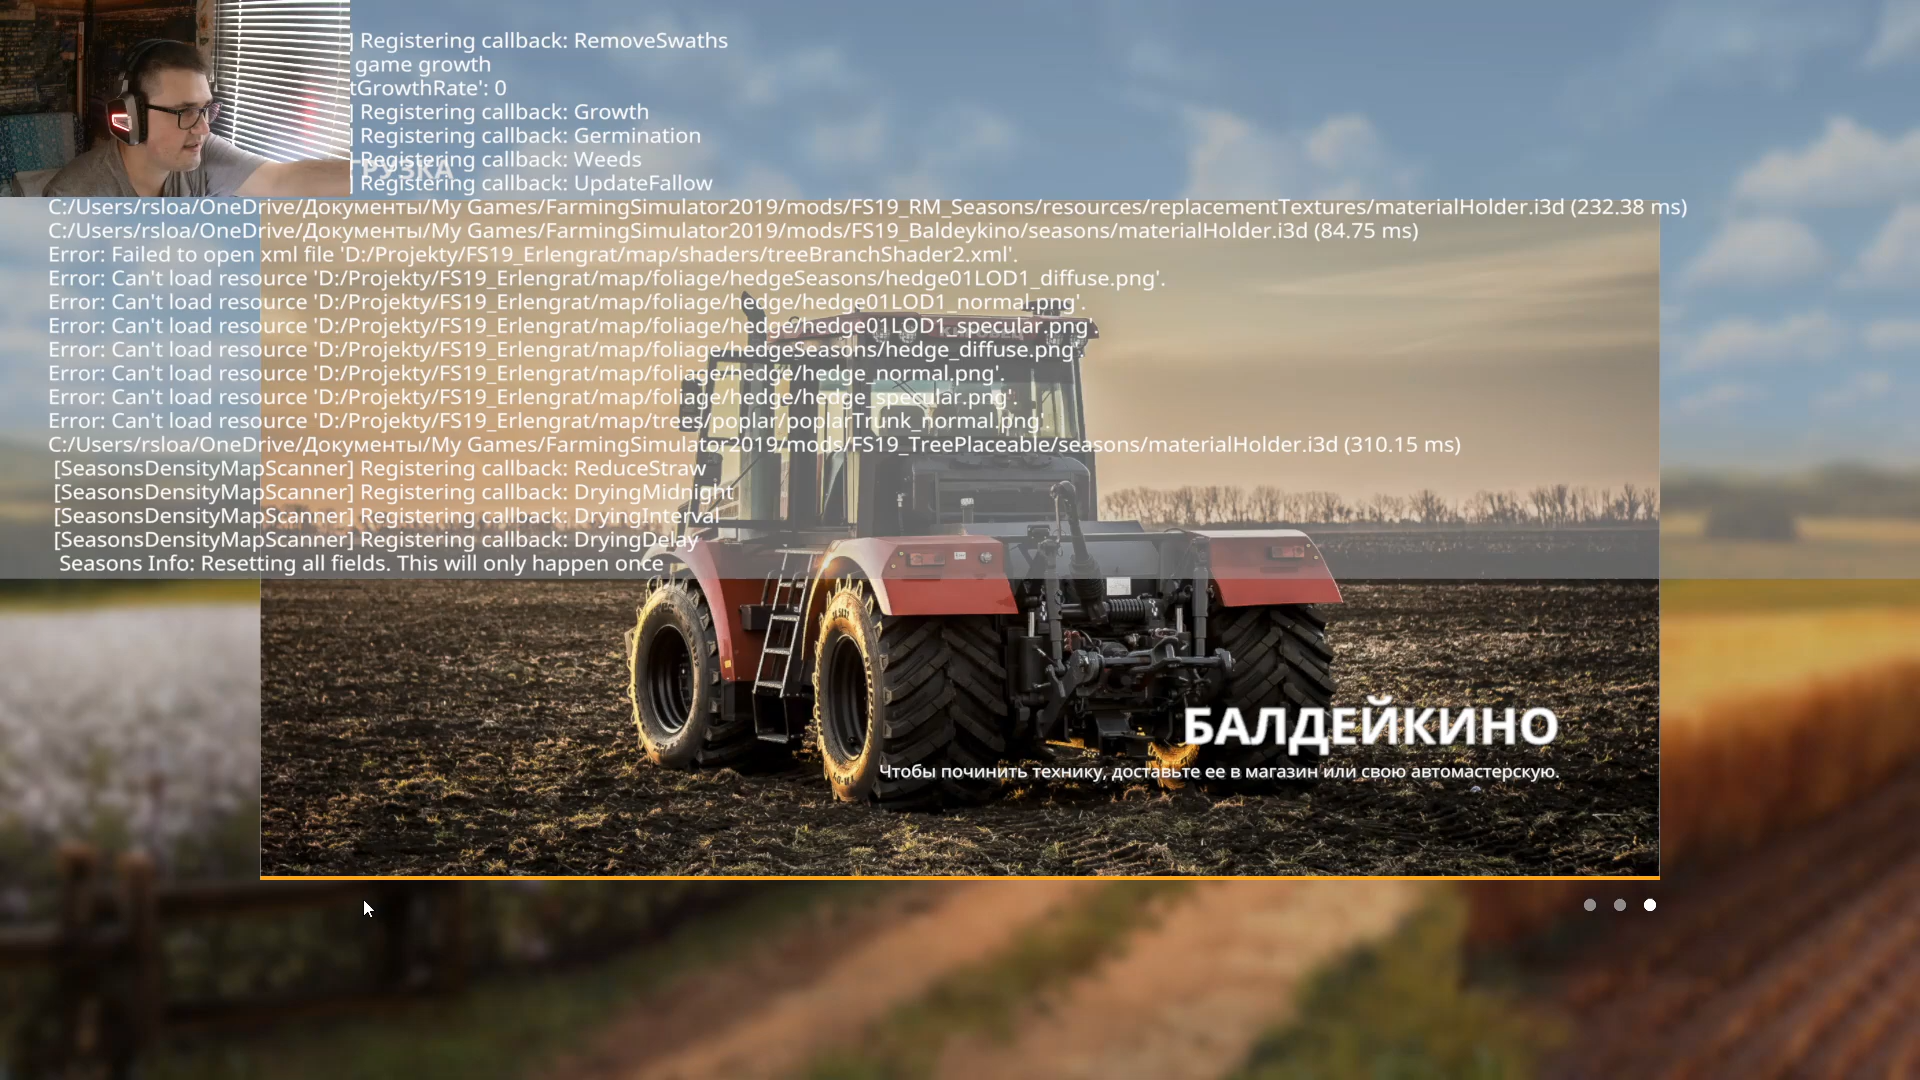 ] Registering callback: RemoveSwaths
game growth
tGrowthRate': 0
] Registering callback: Growth
] Registering callback: Germination
] Registering callback: Weeds
РУЗКА
] Registering callback: UpdateFallow
C:/Users/rsloa/OneDrive/Документы/My Games/FarmingSimulator2019/mods/FS19_RM_Seasons/resources/replacementTextures/materialHolder.i3d (232.38 ms)
C:/Users/rsloa/OneDrive/Документы/My Games/FarmingSimulator2019/mods/FS19_Baldeykino/seasons/materialHolder.i3d (84.75 ms)
Error: Failed to open xml file 'D:/Projekty/FS19_Erlengrat/map/shaders/treeBranchShader2.xml'.
Error: Can't load resource 'D:/Projekty/FS19_Erlengrat/map/foliage/hedgeSeasons/hedge01LOD1_diffuse.png'.
Error: Can't load resource 'D:/Projekty/FS19_Erlengrat/map/foliage/hedge/hedge01LOD1_normal.png'.
Error: Can't load resource 'D:/Projekty/FS19_Erlengrat/map/foliage/hedge/hedge01LOD1_specular.png'.
Error: Can't load resource 'D:/Projekty/FS19_Erlengrat/map/foliage/hedgeSeasons/hedge_diffuse.png'.
Error: Can't load resource 'D:/Projekty/FS19_Erlengrat/map/foliage/hedge/hedge_normal.png'.
Error: Can't load resource 'D:/Projekty/FS19_Erlengrat/map/foliage/hedge/hedge_specular.png'.
Error: Can't load resource 'D:/Projekty/FS19_Erlengrat/map/trees/poplar/poplarTrunk_normal.png'.
C:/Users/rsloa/OneDrive/Документы/My Games/FarmingSimulator2019/mods/FS19_TreePlaceable/seasons/materialHolder.i3d (310.15 ms)
[SeasonsDensityMapScanner] Registering callback: ReduceStraw
[SeasonsDensityMapScanner] Registering callback: DryingMidnight
[SeasonsDensityMapScanner] Registering callback: DryingInterval
[SeasonsDensityMapScanner] Registering callback: DryingDelay
Seasons Info: Resetting all fields. This will only happen once
БАЛДЕЙКИНО
Чтобы починить технику, доставьте ее в магазин или свою автомастерскую.